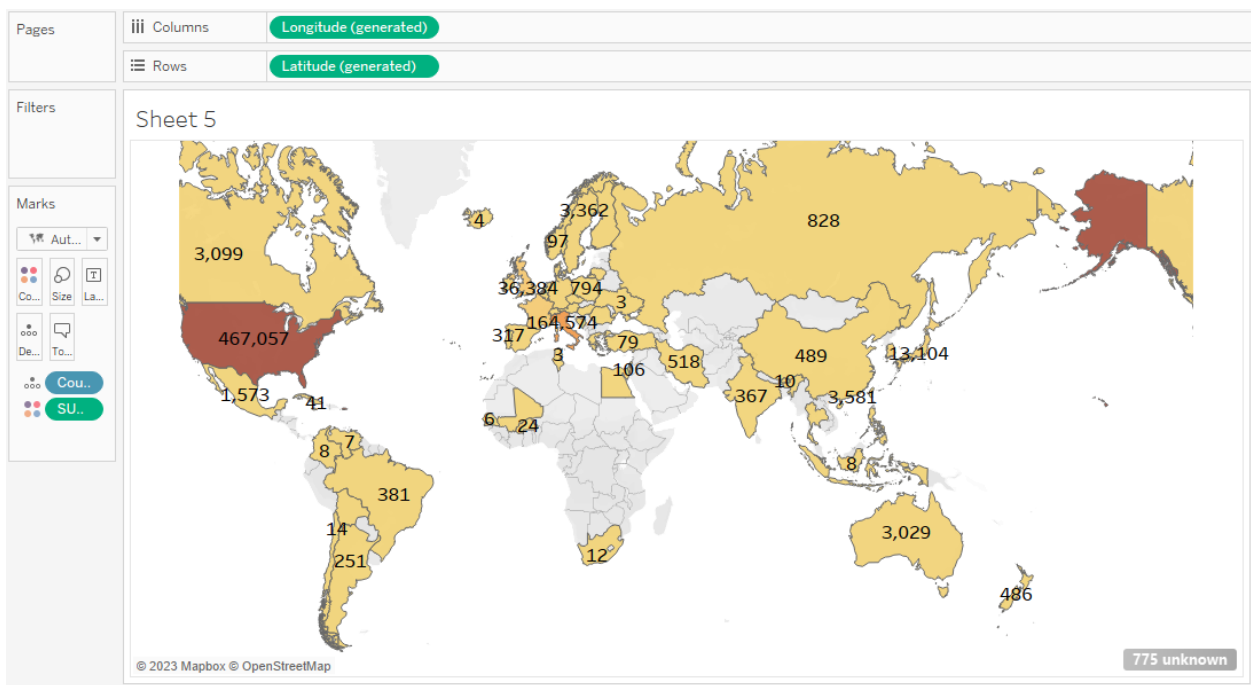 Pages
Columns
Longitude (generated)
Rows
Latitude (generated)
Filters
Sheet 5
Marks
Aut...
Co...
Size
La...
De...
To...
Cou..
SU..
4
3,362
97
828
3,099
36,384
794
3
467,057
164,574
317
79
3
106
518
489
13,104
10
367
3,581
1,573
41
6
24
8
7
8
381
14
251
12
3,029
486
© 2023 Mapbox © OpenStreetMap
775 unknown